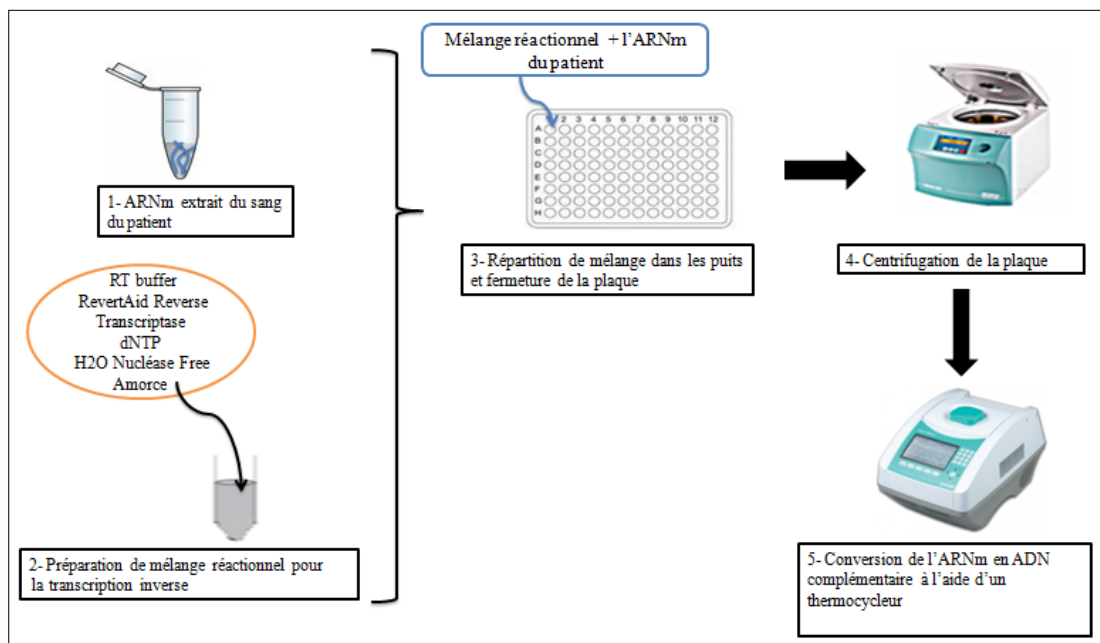 Mélange réactionnel + l'ARNm
du patient
1 2 3 4 5 6 7 8 9 10 11 12
A
B
C
D
E
F
G
H
1- ARNm extrait du sang
du patient
RT buffer
RevertAid Reverse
Transcriptase
dNTP
H2O Nucléase Free
Amorce
2- Préparation de mélange réactionnel pour
la transcription inverse
3- Répartition de mélange dans les puits
et fermeture de la plaque
4- Centrifugation de la plaque
5- Conversion de l'ARNm en ADN
complémentaire à l'aide d'un
thermocycleur